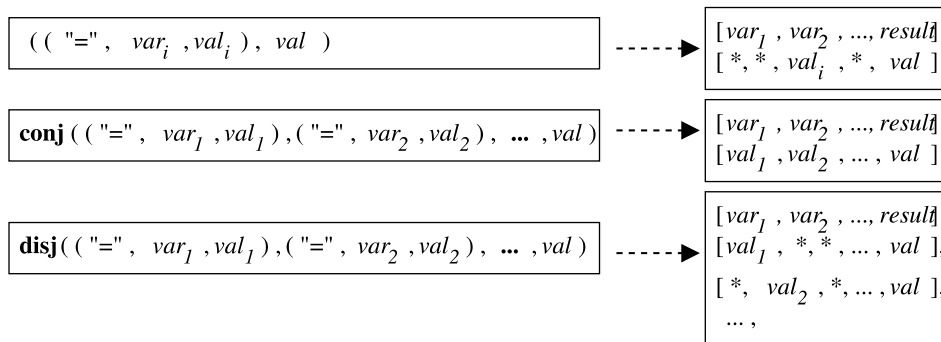 (( "=", var_i ,val_i ), val )
[var_1 , var_2 , ..., result]
[ *,* , val_i , * , val ]
conj(( "=", var_1 ,val_1 ),( "=", var_2 ,val_2 ), ... ,val )
[var_1 , var_2 , ..., result]
[val_1 ,val_2 , ... , val ]
disj(( "=", var_1 ,val_1 ),( "=", var_2 ,val_2 ), ... ,val )
[var_1 , var_2 , ..., result]
[val_1 , *,* , ... , val ],
[ *, val_2 , *, ... , val ],
... ,